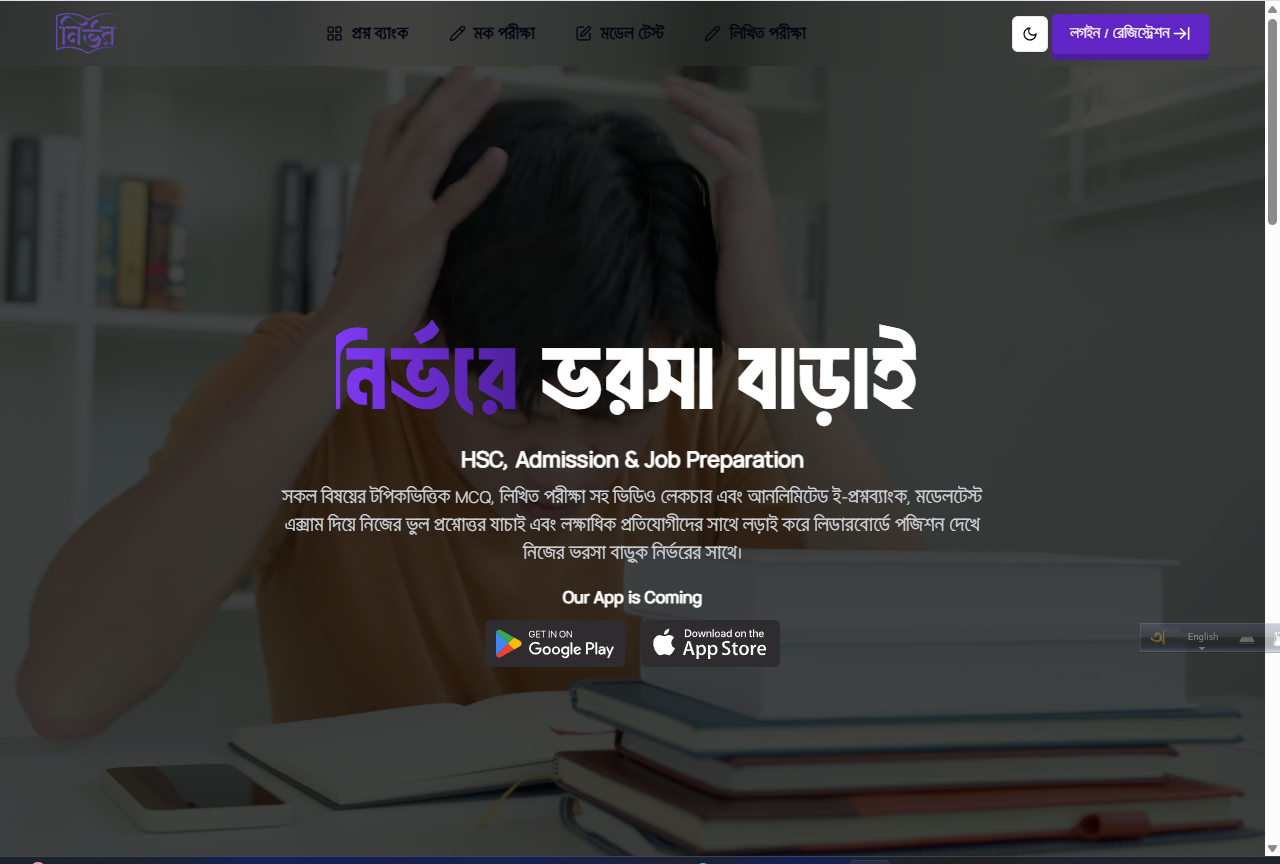 নির্ভর
প্রশ্ন ব্যাংক
মক পরীক্ষা
মডেল টেস্ট
লিখিত পরীক্ষা
লগইন / রেজিস্ট্রেশন
নির্ভরে ভরসা বাড়াই
HSC, Admission & Job Preparation
সকল বিষয়ের টপিকভিত্তিক MCQ, লিখিত পরীক্ষা সহ ভিডিও লেকচার এবং আনলিমিটেড ই-প্রশ্নব্যাংক, মডেলটেস্ট
এক্সাম দিয়ে নিজের ভুল প্রশ্নোত্তর যাচাই এবং লক্ষাধিক প্রতিযোগীদের সাথে লড়াই করে লিডারবোর্ডে পজিশন দেখে
নিজের ভরসা বাড়ুক নির্ভরের সাথে।
Our App is Coming
GET IN ON
Google Play
Download on the
App Store
অ English